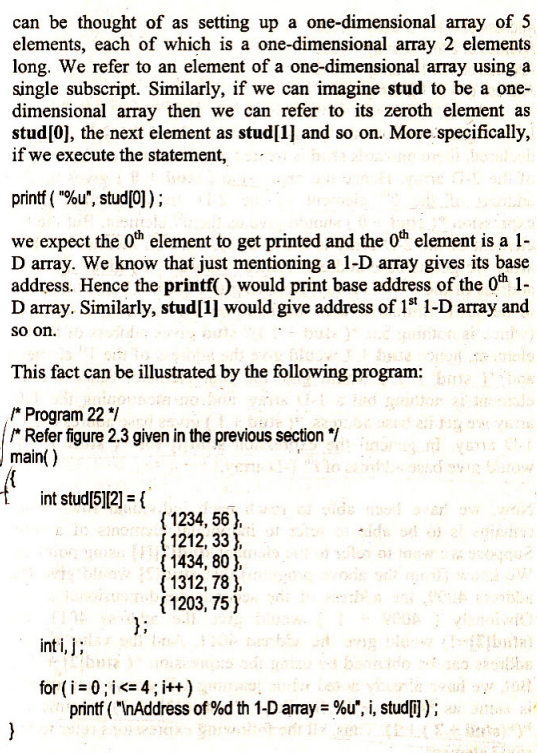 can be thought of as setting up a one-dimensional array of 5
elements, each of which is a one-dimensional array 2 elements
long. We refer to an element of a one-dimensional array using a
single subscript. Similarly, if we can imagine stud to be a one-
dimensional array then we can refer to its zeroth element as
stud[0], the next element as stud[1] and so on. More specifically,
if we execute the statement,
printf ( "%u", stud[0] ) ;
we expect the 0th element to get printed and the 0th element is a 1-
D array. We know that just mentioning a 1-D array gives its base
address. Hence the printf( ) would print base address of the 0th 1-
D array. Similarly, stud[1] would give address of 1st 1-D array and
so on.
This fact can be illustrated by the following program:
/* Program 22 */
/* Refer figure 2.3 given in the previous section */
main( )
{
int stud[5][2] = {
{ 1234, 56 },
{ 1212, 33 },
{ 1434, 80 },
{ 1312, 78 },
{ 1203, 75 }
} ;
int i, j ;
for ( i = 0 ; i <= 4 ; i++ )
printf ( "\nAddress of %d th 1-D array = %u", i, stud[i] ) ;
}